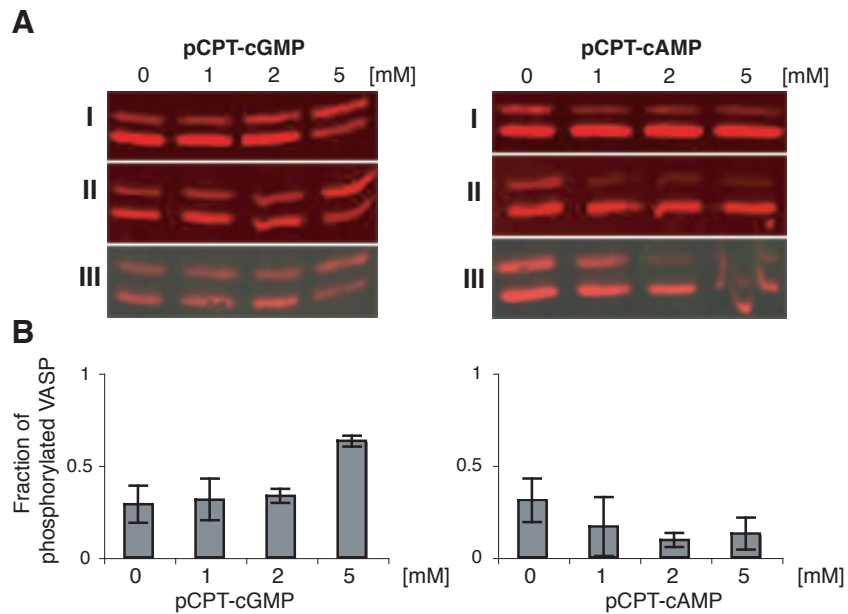 A
pCPT-cGMP
0 1 2 5 [mM]
I
II
III
pCPT-cAMP
0 1 2 5 [mM]
I
II
III
B
Fraction of
phosphorylated VASP
1
0.5
0
0 1 2 5 [mM]
pCPT-cGMP
1
0.5
0
0 1 2 5 [mM]
pCPT-cAMP